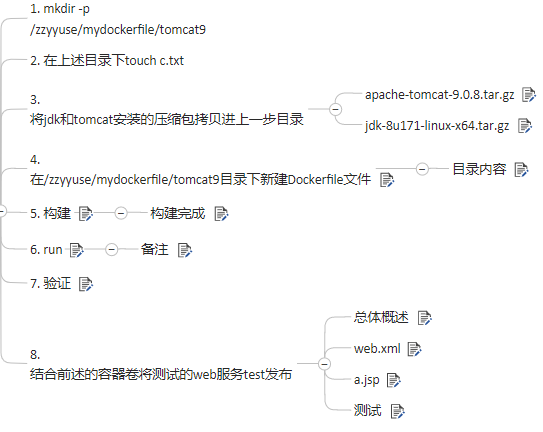 1. mkdir -p
/zzyyuse/mydockerfile/tomcat9
2. 在上述目录下touch c.txt
3.
将jdk和tomcat安装的压缩包拷贝进上一步目录
apache-tomcat-9.0.8.tar.gz
jdk-8u171-linux-x64.tar.gz
4.
在/zzyyuse/mydockerfile/tomcat9目录下新建Dockerfile文件
目录内容
5. 构建
构建完成
6. run
备注
7. 验证
8.
结合前述的容器卷将测试的web服务test发布
总体概述
web.xml
a.jsp
测试